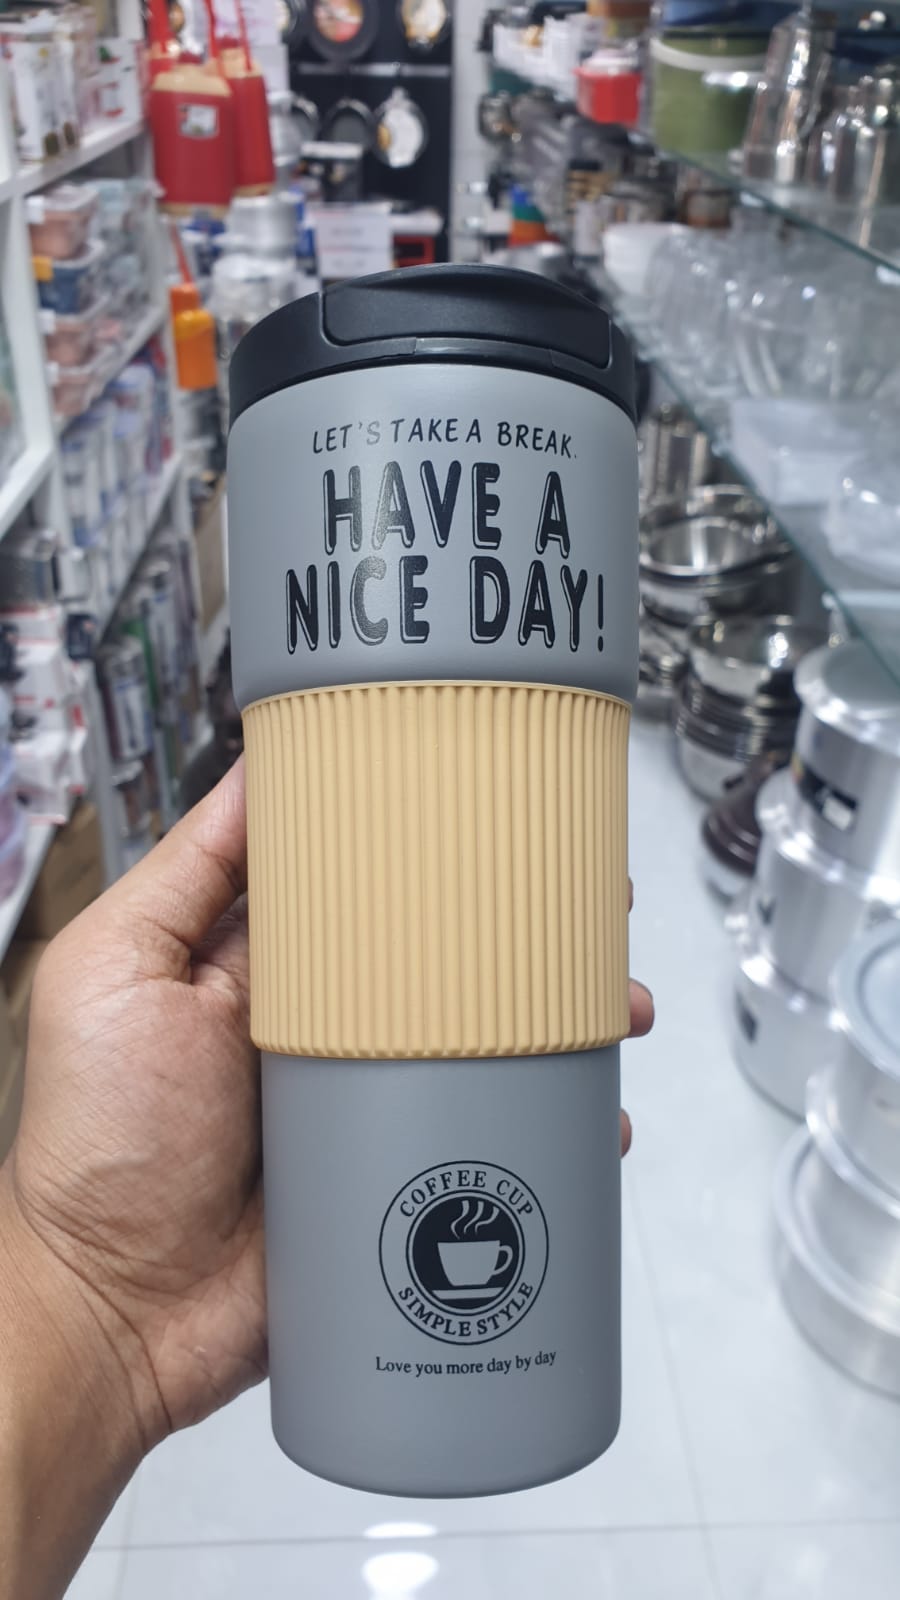 LET'S TAKE A BREAK.
HAVE A
NICE DAY!
COFFEE CUP
SIMPLE STYLE
Love you more day by day